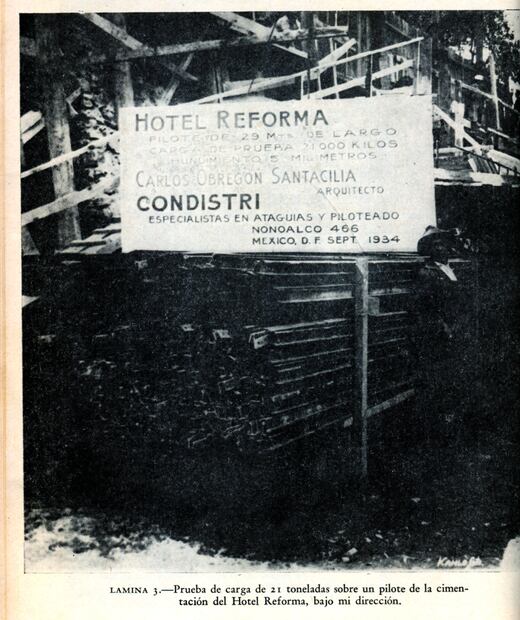 HOTEL REFORMA
PILOTE DE 29 MTS. DE LARGO
CARGA DE PRUEBA 21000 KILOS
HUNDIMIENTO 5 MILIMETROS
CARLOS OBREGON SANTACILIA
ARQUITECTO
CONDISTRI
ESPECIALISTAS EN ATAGUIAS Y PILOTEADO
NONOALCO 466
MEXICO, D.F. SEPT. 1934
LAMINA 3.—Prueba de carga de 21 toneladas sobre un pilote de la cimen-
tación del Hotel Reforma, bajo mi dirección.